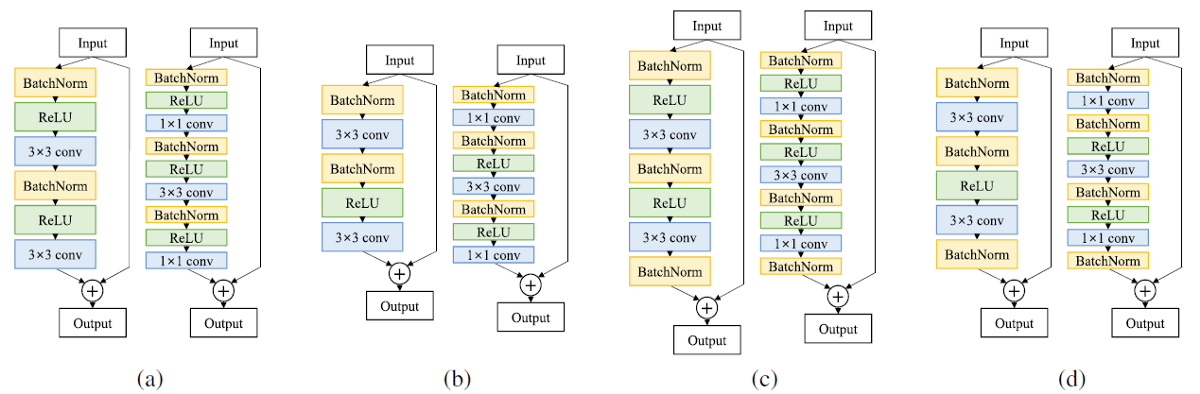 Input
BatchNorm
ReLU
3×3 conv
BatchNorm
ReLU
3×3 conv
+
Output
Input
BatchNorm
ReLU
1×1 conv
BatchNorm
ReLU
3×3 conv
BatchNorm
ReLU
1×1 conv
+
Output
(a)
Input
BatchNorm
3×3 conv
BatchNorm
ReLU
3×3 conv
+
Output
Input
BatchNorm
1×1 conv
BatchNorm
ReLU
3×3 conv
BatchNorm
ReLU
1×1 conv
+
Output
(b)
Input
BatchNorm
ReLU
3×3 conv
BatchNorm
ReLU
3×3 conv
BatchNorm
+
Output
Input
BatchNorm
ReLU
1×1 conv
BatchNorm
ReLU
3×3 conv
BatchNorm
ReLU
1×1 conv
BatchNorm
+
Output
(c)
Input
BatchNorm
3×3 conv
BatchNorm
ReLU
3×3 conv
BatchNorm
+
Output
Input
BatchNorm
1×1 conv
BatchNorm
ReLU
3×3 conv
BatchNorm
ReLU
1×1 conv
BatchNorm
+
Output
(d)